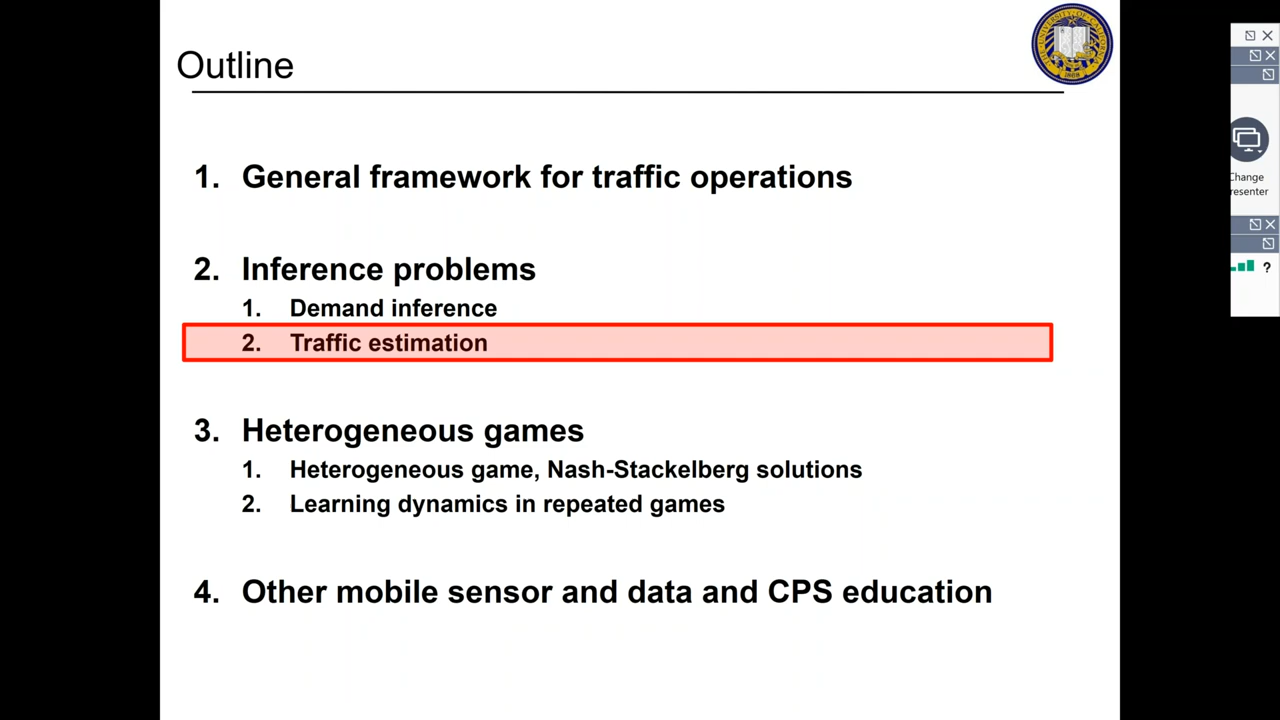 Outline
1. General framework for traffic operations
2. Inference problems
1. Demand inference
2. Traffic estimation
3. Heterogeneous games
1. Heterogeneous game, Nash-Stackelberg solutions
2. Learning dynamics in repeated games
4. Other mobile sensor and data and CPS education
Change
resenter
?
1868